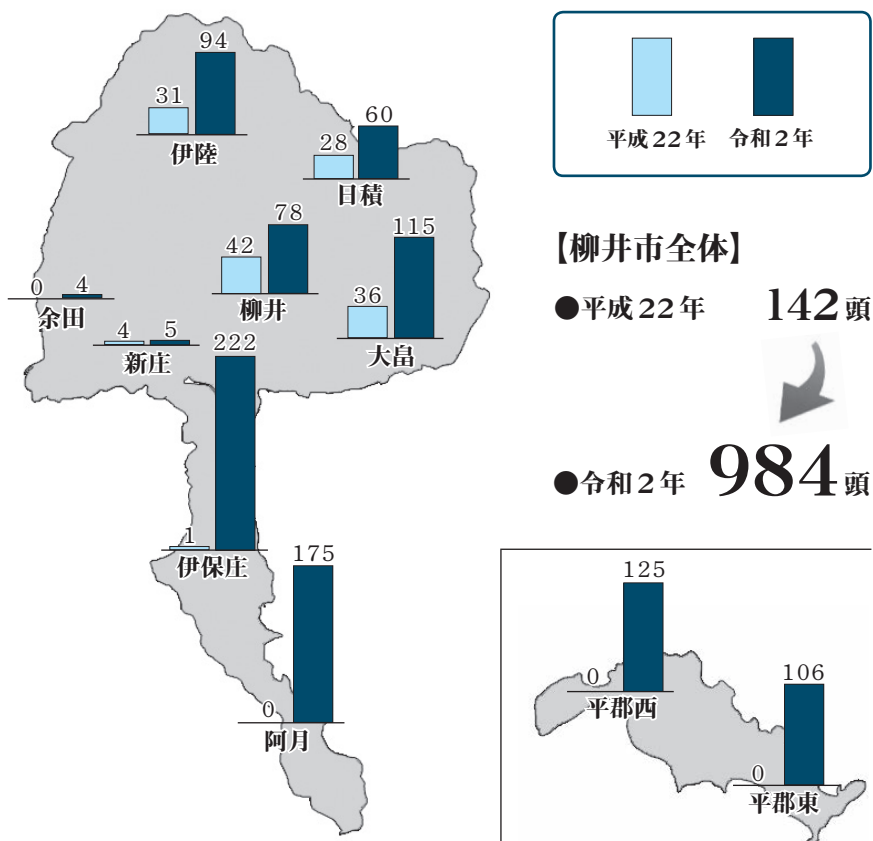 94
31
伊陸
60
28
日積
平成22年 令和2年
78
42
柳井
115
36
大畠
0 4
余田
4 5
新庄
【柳井市全体】
●平成22年 142頭
●令和2年 984頭
222
1
伊保庄
175
0
阿月
125
0
平郡西
106
0
平郡東